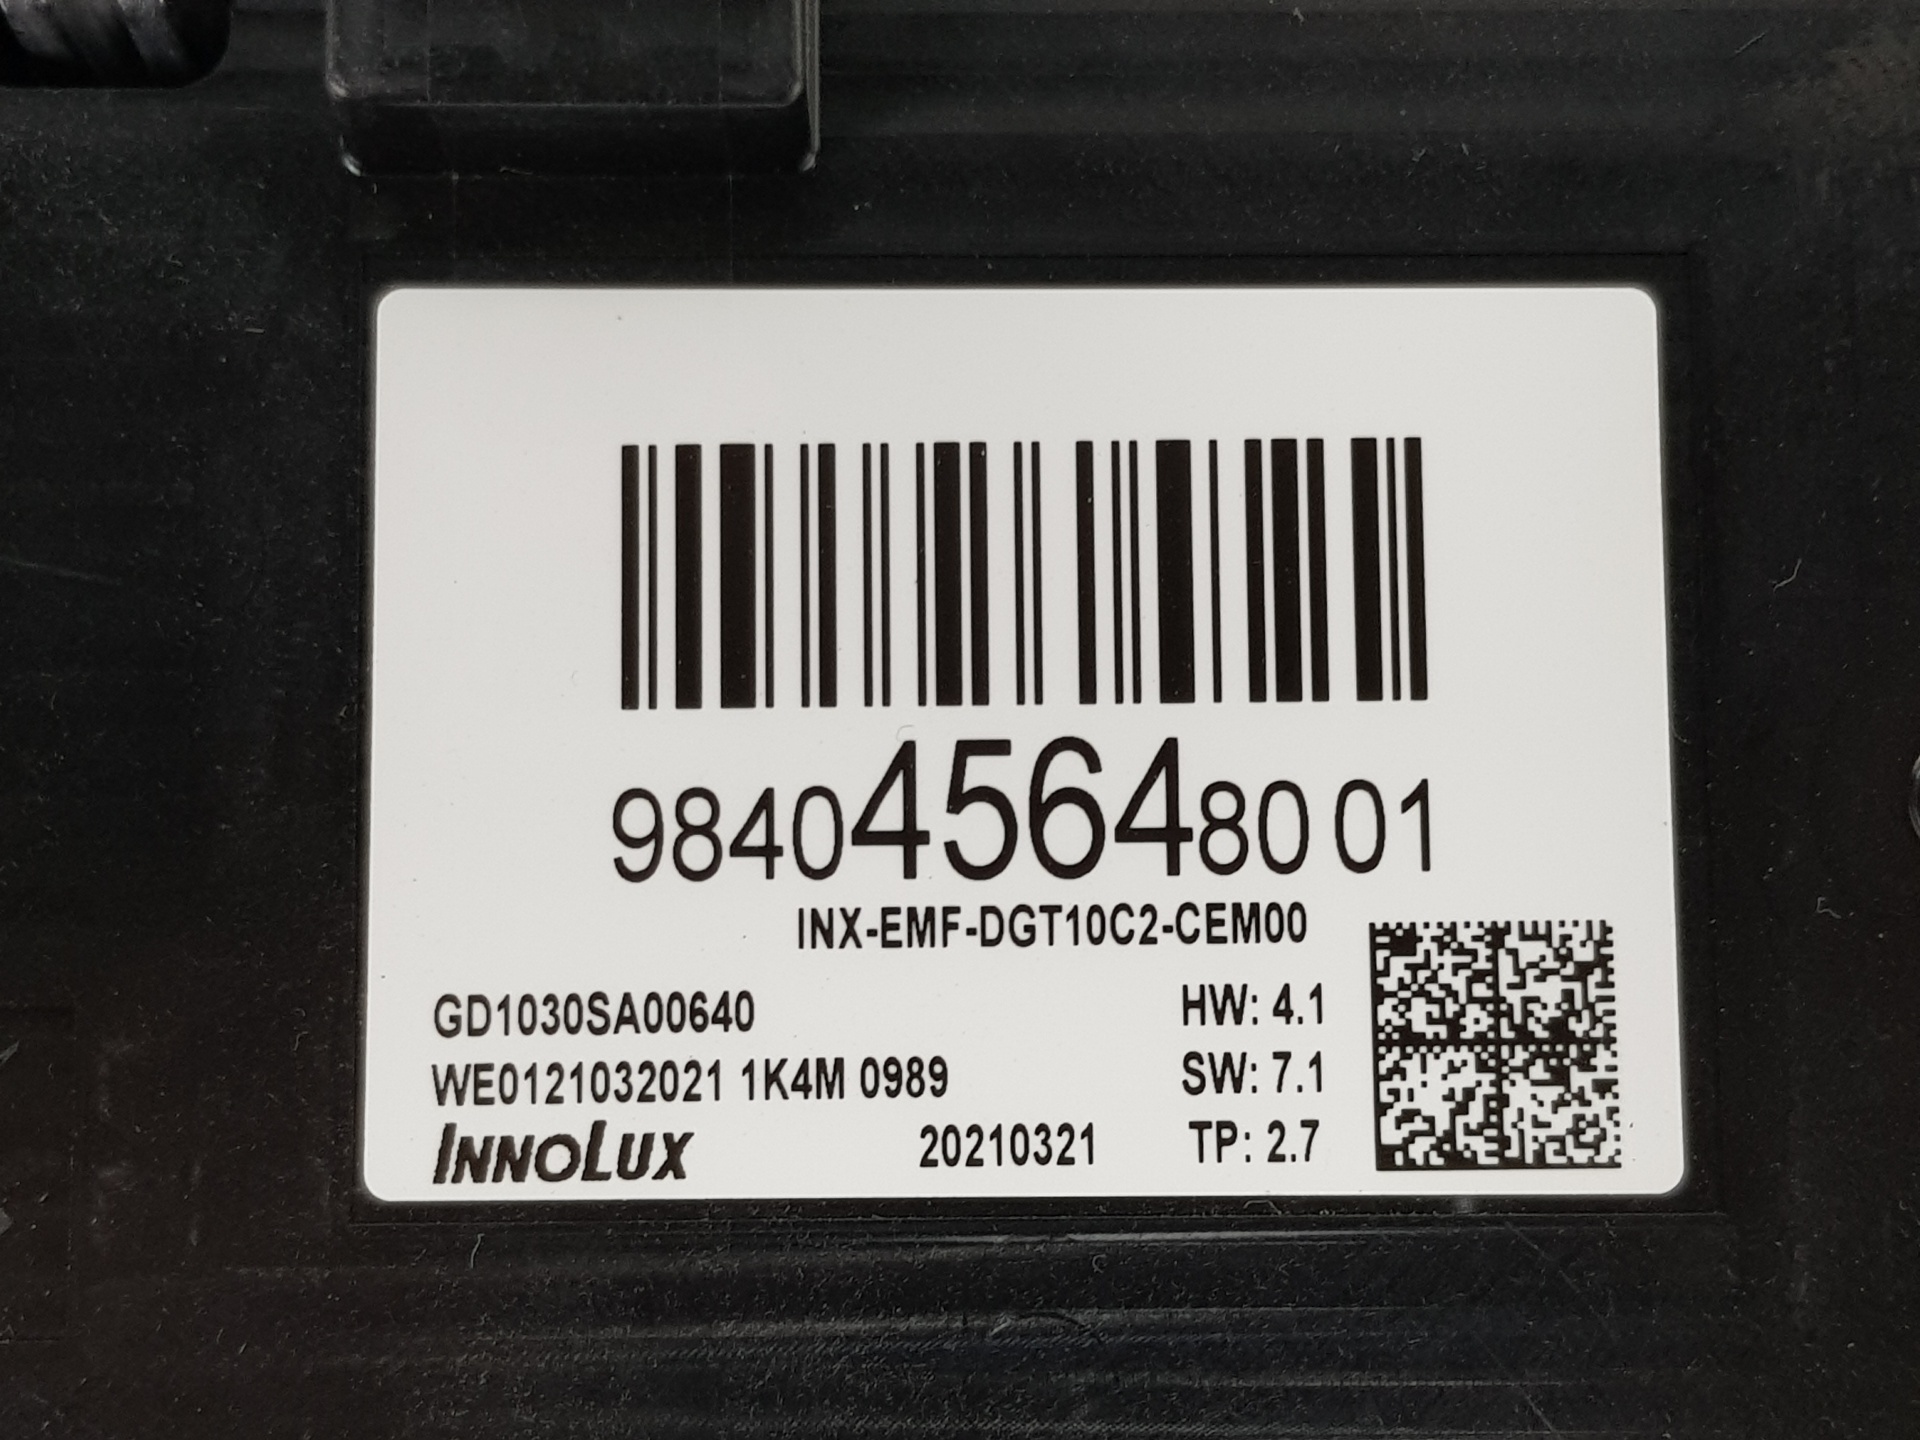 9840456480 01
INX-EMF-DGT10C2-CEM00
GD1030SA00640
HW: 4.1
WE0121032021 1K4M 0989
SW: 7.1
INNOLUX
20210321
TP: 2.7